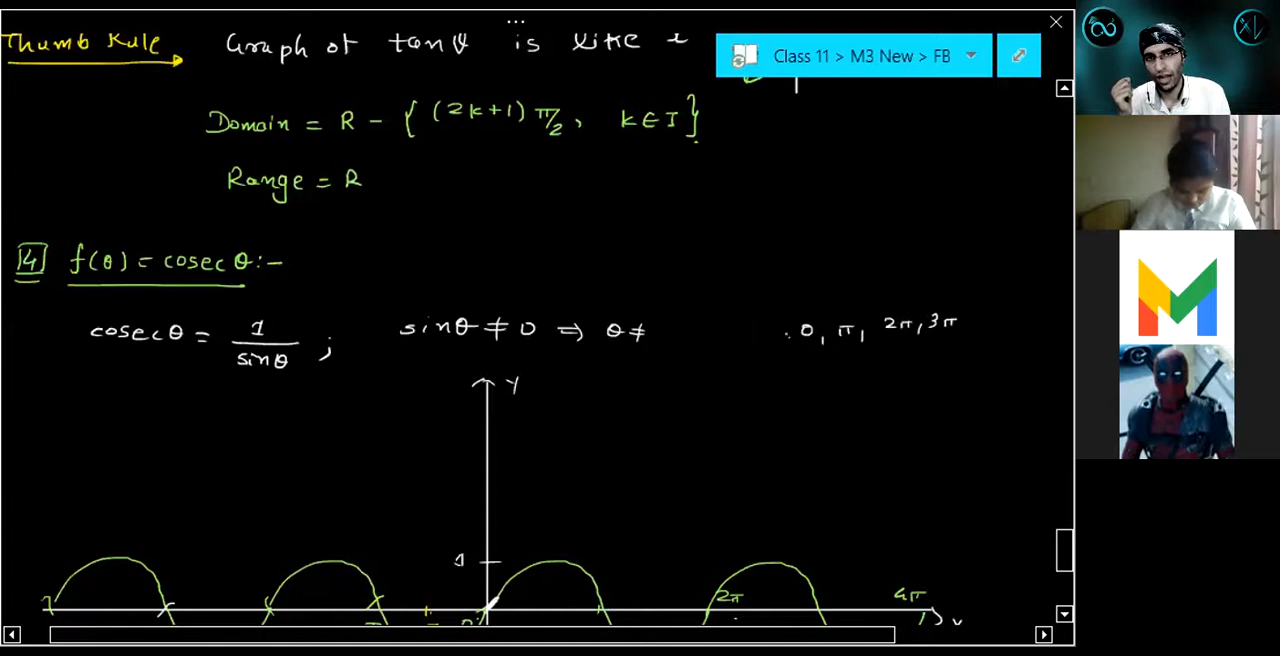 Thumb Rule Graph of tanθ is like
Class 11 > M3 New > FB
Domain = R - { (2k+1) π/2, K ∈ I }
Range = R
4 f(θ) = cosec θ :-
cosecθ = 1/sinθ ; sinθ ≠ 0 ⇒ θ ≠ 0, π, 2π, 3π
Y
1
2π 4π